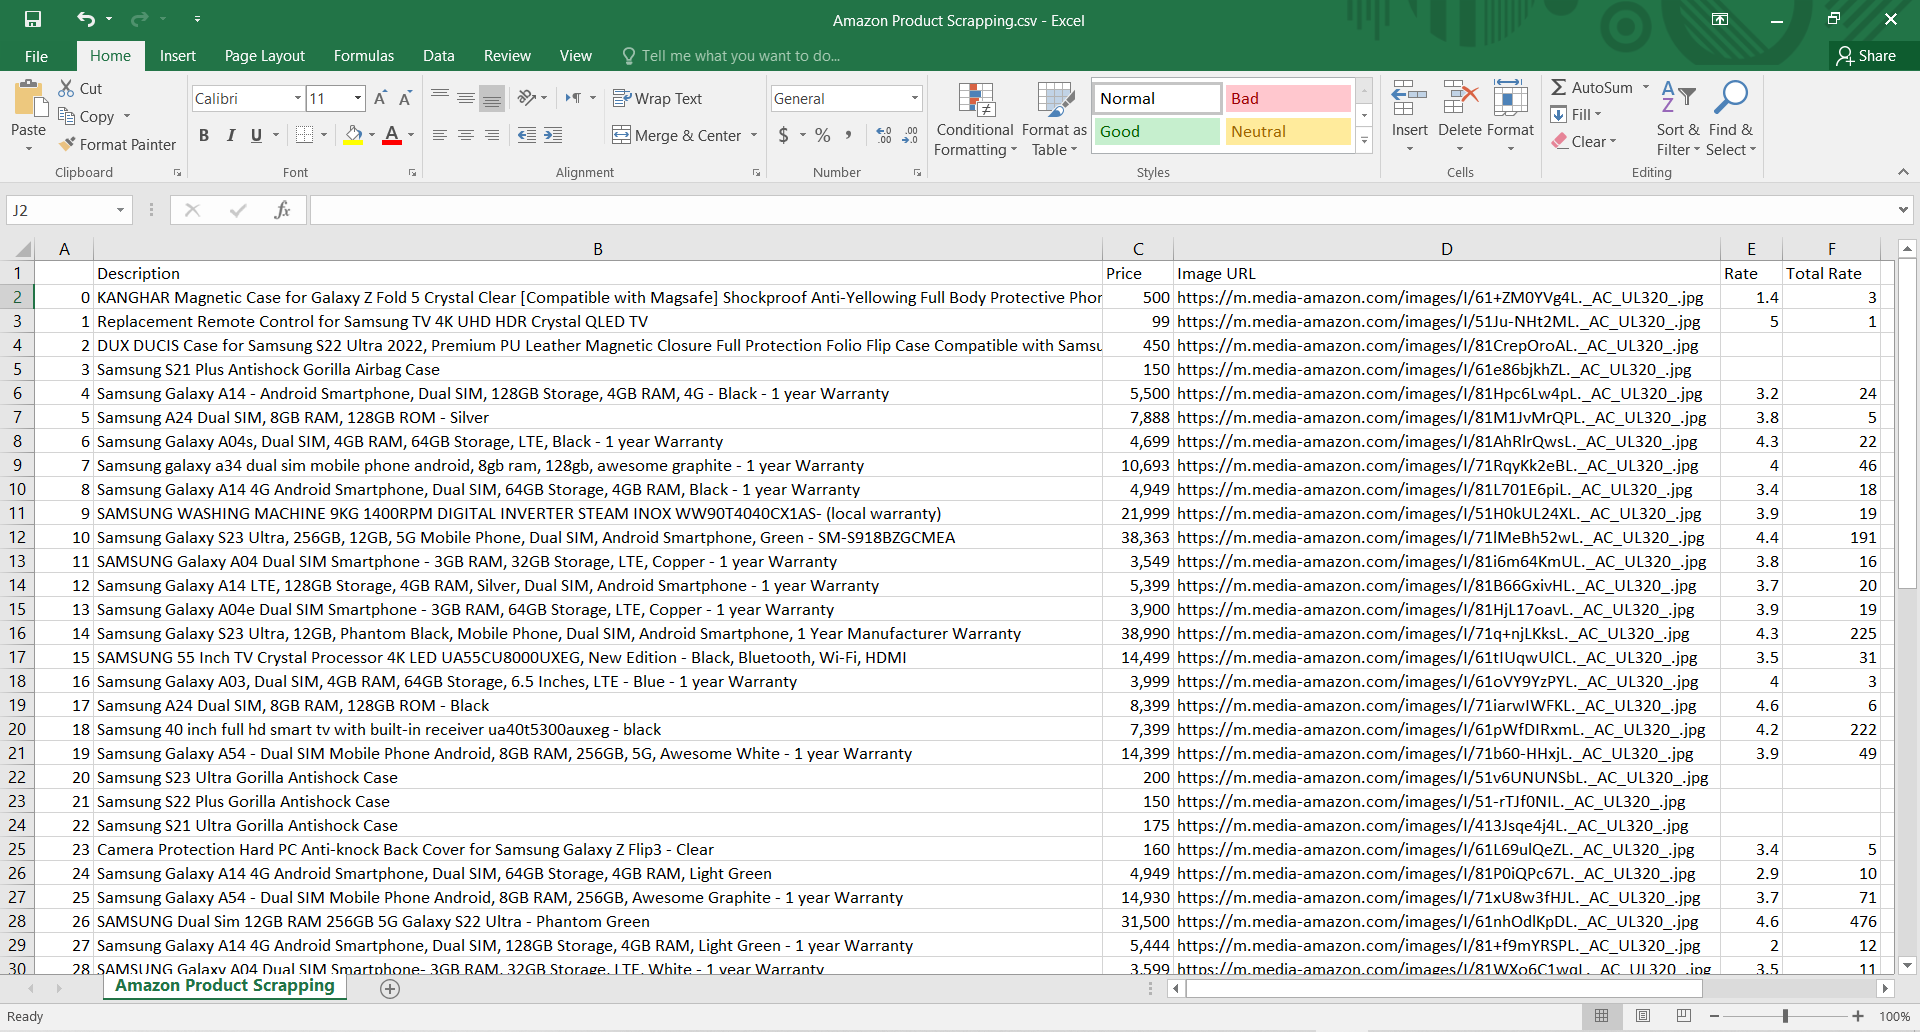 Amazon Product Scrapping.csv - Excel
File Home Insert Page Layout Formulas Data Review View Tell me what you want to do... Share
Paste Cut Copy Format Painter Clipboard
Calibri 11 B I U Font
Wrap Text Merge & Center Alignment
General $ % , Number
Conditional Formatting Format as Table Normal Bad Good Neutral Styles
Insert Delete Format Cells
AutoSum Fill Clear Sort & Filter Find & Select Editing
J2 fx
A B C D E F
1 Description Price Image URL Rate Total Rate
2 0 KANGHAR Magnetic Case for Galaxy Z Fold 5 Crystal Clear [Compatible with Magsafe] Shockproof Anti-Yellowing Full Body Protective Phor 500 https://m.media-amazon.com/images/I/61+ZM0YVg4L._AC_UL320_.jpg 1.4 3
3 1 Replacement Remote Control for Samsung TV 4K UHD HDR Crystal QLED TV 99 https://m.media-amazon.com/images/I/51Ju-NHt2ML._AC_UL320_.jpg 5 1
4 2 DUX DUCIS Case for Samsung S22 Ultra 2022, Premium PU Leather Magnetic Closure Full Protection Folio Flip Case Compatible with Samsu 450 https://m.media-amazon.com/images/I/81CrepOroAL._AC_UL320_.jpg
5 3 Samsung S21 Plus Antishock Gorilla Airbag Case 150 https://m.media-amazon.com/images/I/61e86bjkhZL._AC_UL320_.jpg
6 4 Samsung Galaxy A14 - Android Smartphone, Dual SIM, 128GB Storage, 4GB RAM, 4G - Black - 1 year Warranty 5,500 https://m.media-amazon.com/images/I/81Hpc6Lw4pL._AC_UL320_.jpg 3.2 24
7 5 Samsung A24 Dual SIM, 8GB RAM, 128GB ROM - Silver 7,888 https://m.media-amazon.com/images/I/81M1JvMrQPL._AC_UL320_.jpg 3.8 5
8 6 Samsung Galaxy A04s, Dual SIM, 4GB RAM, 64GB Storage, LTE, Black - 1 year Warranty 4,699 https://m.media-amazon.com/images/I/81AhRlrQwsL._AC_UL320_.jpg 4.3 22
9 7 Samsung galaxy a34 dual sim mobile phone android, 8gb ram, 128gb, awesome graphite - 1 year Warranty 10,693 https://m.media-amazon.com/images/I/71RqyKk2eBL._AC_UL320_.jpg 4 46
10 8 Samsung Galaxy A14 4G Android Smartphone, Dual SIM, 64GB Storage, 4GB RAM, Black - 1 year Warranty 4,949 https://m.media-amazon.com/images/I/81L701E6piL._AC_UL320_.jpg 3.4 18
11 9 SAMSUNG WASHING MACHINE 9KG 1400RPM DIGITAL INVERTER STEAM INOX WW90T4040CX1AS- (local warranty) 21,999 https://m.media-amazon.com/images/I/51H0kUL24XL._AC_UL320_.jpg 3.9 19
12 10 Samsung Galaxy S23 Ultra, 256GB, 12GB, 5G Mobile Phone, Dual SIM, Android Smartphone, Green - SM-S918BZGCMEA 38,363 https://m.media-amazon.com/images/I/71lMeBh52wL._AC_UL320_.jpg 4.4 191
13 11 SAMSUNG Galaxy A04 Dual SIM Smartphone - 3GB RAM, 32GB Storage, LTE, Copper - 1 year Warranty 3,549 https://m.media-amazon.com/images/I/81i6m64KmUL._AC_UL320_.jpg 3.8 16
14 12 Samsung Galaxy A14 LTE, 128GB Storage, 4GB RAM, Silver, Dual SIM, Android Smartphone - 1 year Warranty 5,399 https://m.media-amazon.com/images/I/81B66GxivHL._AC_UL320_.jpg 3.7 20
15 13 Samsung Galaxy A04e Dual SIM Smartphone - 3GB RAM, 64GB Storage, LTE, Copper - 1 year Warranty 3,900 https://m.media-amazon.com/images/I/81HjL17oavL._AC_UL320_.jpg 3.9 19
16 14 Samsung Galaxy S23 Ultra, 12GB, Phantom Black, Mobile Phone, Dual SIM, Android Smartphone, 1 Year Manufacturer Warranty 38,990 https://m.media-amazon.com/images/I/71q+njLKksL._AC_UL320_.jpg 4.3 225
17 15 SAMSUNG 55 Inch TV Crystal Processor 4K LED UA55CU8000UXEG, New Edition - Black, Bluetooth, Wi-Fi, HDMI 14,499 https://m.media-amazon.com/images/I/61tIUqwUlCL._AC_UL320_.jpg 3.5 31
18 16 Samsung Galaxy A03, Dual SIM, 4GB RAM, 64GB Storage, 6.5 Inches, LTE - Blue - 1 year Warranty 3,999 https://m.media-amazon.com/images/I/61oVY9YzPYL._AC_UL320_.jpg 4 3
19 17 Samsung A24 Dual SIM, 8GB RAM, 128GB ROM - Black 8,399 https://m.media-amazon.com/images/I/71iarwIWFKL._AC_UL320_.jpg 4.6 6
20 18 Samsung 40 inch full hd smart tv with built-in receiver ua40t5300auxeg - black 7,399 https://m.media-amazon.com/images/I/61pWfDIRxmL._AC_UL320_.jpg 4.2 222
21 19 Samsung Galaxy A54 - Dual SIM Mobile Phone Android, 8GB RAM, 256GB, 5G, Awesome White - 1 year Warranty 14,399 https://m.media-amazon.com/images/I/71b60-HHxjL._AC_UL320_.jpg 3.9 49
22 20 Samsung S23 Ultra Gorilla Antishock Case 200 https://m.media-amazon.com/images/I/51v6UNUNSbL._AC_UL320_.jpg
23 21 Samsung S22 Plus Gorilla Antishock Case 150 https://m.media-amazon.com/images/I/51-rTJf0NIL._AC_UL320_.jpg
24 22 Samsung S21 Ultra Gorilla Antishock Case 175 https://m.media-amazon.com/images/I/413Jsqe4j4L._AC_UL320_.jpg
25 23 Camera Protection Hard PC Anti-knock Back Cover for Samsung Galaxy Z Flip3 - Clear 160 https://m.media-amazon.com/images/I/61L69ulQeZL._AC_UL320_.jpg 3.4 5
26 24 Samsung Galaxy A14 4G Android Smartphone, Dual SIM, 64GB Storage, 4GB RAM, Light Green 4,949 https://m.media-amazon.com/images/I/81P0iQPc67L._AC_UL320_.jpg 2.9 10
27 25 Samsung Galaxy A54 - Dual SIM Mobile Phone Android, 8GB RAM, 256GB, Awesome Graphite - 1 year Warranty 14,930 https://m.media-amazon.com/images/I/71xU8w3fHJL._AC_UL320_.jpg 3.7 71
28 26 SAMSUNG Dual Sim 12GB RAM 256GB 5G Galaxy S22 Ultra - Phantom Green 31,500 https://m.media-amazon.com/images/I/61nhOdlKpDL._AC_UL320_.jpg 4.6 476
29 27 Samsung Galaxy A14 4G Android Smartphone, Dual SIM, 128GB Storage, 4GB RAM, Light Green - 1 year Warranty 5,444 https://m.media-amazon.com/images/I/81+f9mYRSPL._AC_UL320_.jpg 2 12
30 28 SAMSUNG Galaxy A04 Dual SIM Smartphone- 3GB RAM, 32GB Storage, LTE, White - 1 year Warranty 3,599 https://m.media-amazon.com/images/I/81WXo6C1wqL._AC_UL320_.jpg 3.5 11
Amazon Product Scrapping
Ready 100%